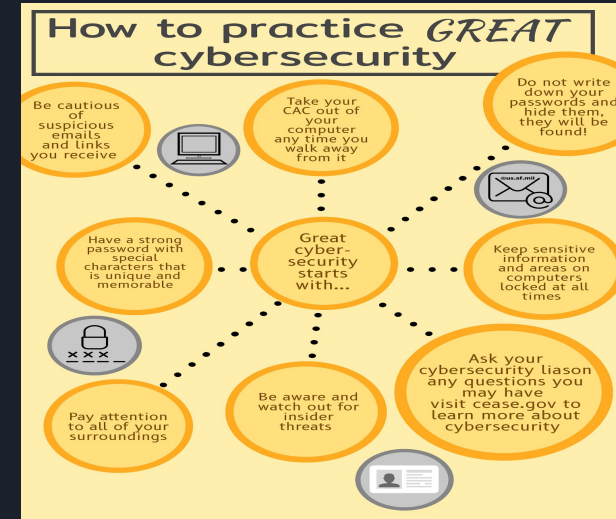 How to practice GREAT
cybersecurity
Be cautious
of
suspicious
emails
and links
you receive
Take your
CAC out of
your
computer
any time you
walk away
from it
Do not write
down your
passwords and
hide them,
they will be
found!
us.af.mil
@
Have a strong
password with
special
characters that
is unique and
memorable
Great
cyber-
security
starts
with...
Keep sensitive
information
and areas on
computers
locked at all
times
x x x _
Pay attention
to all of your
surroundings
Be aware and
watch out for
insider
threats
Ask your
cybersecurity liason
any questions you
may have
visit cease.gov to
learn more about
cybersecurity